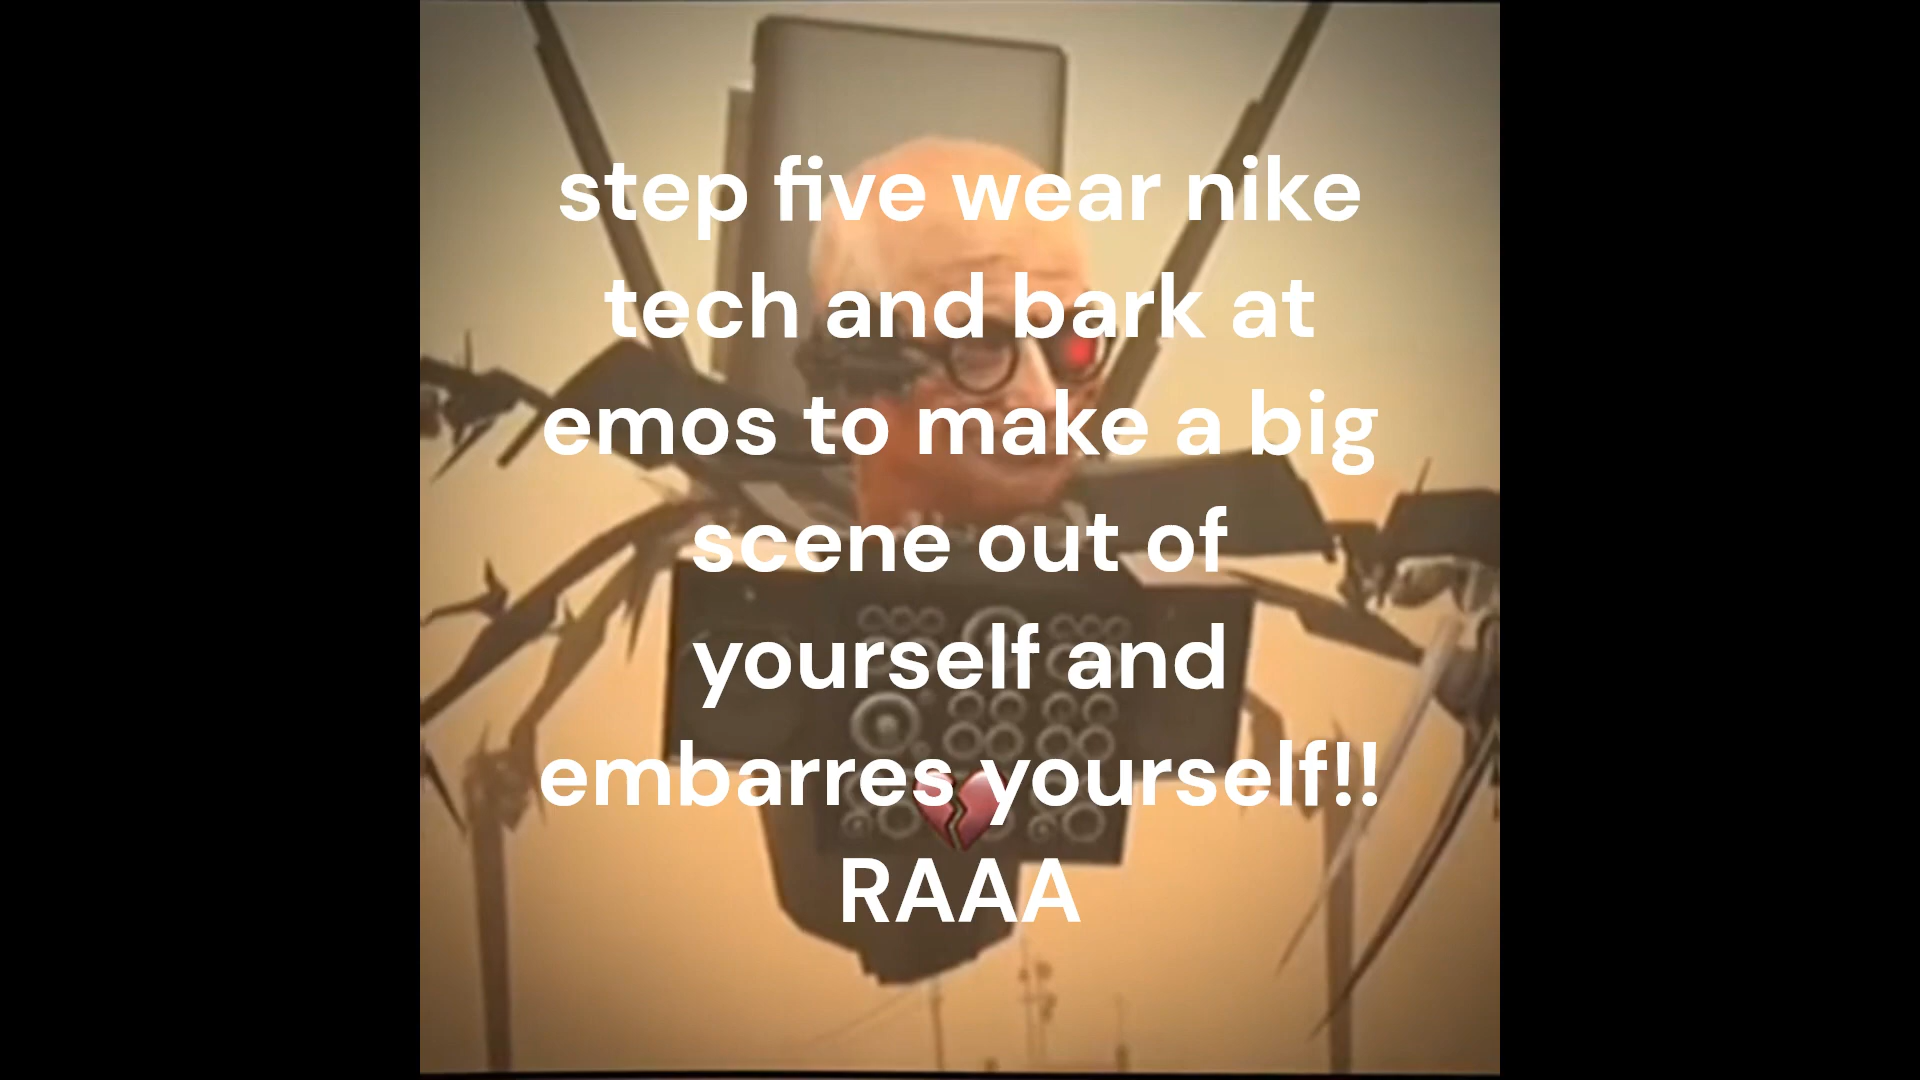 step five wear nike
tech and bark at
emos to make a big
scene out of
yourself and
embarres yourself!!
RAAA